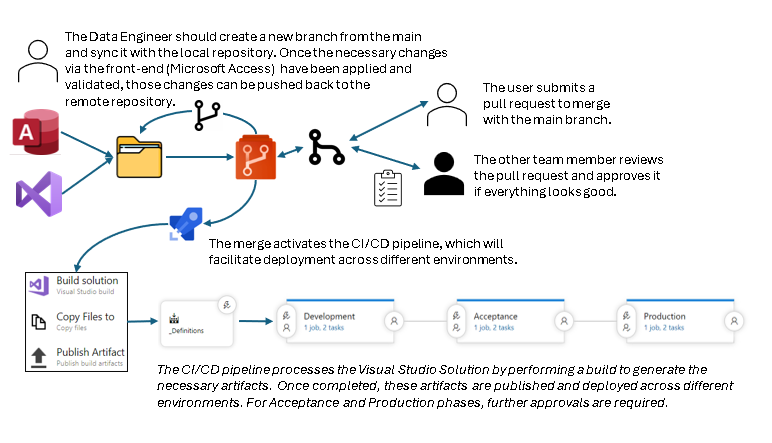 The Data Engineer should create a new branch from the main
and sync it with the local repository. Once the necessary changes
via the front-end (Microsoft Access) have been applied and
validated, those changes can be pushed back to the
remote repository.
The user submits a
pull request to merge
with the main branch.
A
The other team member reviews
the pull request and approves it
if everything looks good.
The merge activates the CI/CD pipeline, which will
facilitate deployment across different environments.
Build solution
Visual Studio build
Copy Files to
Copy files
Publish Artifact
Publish build artifacts
_Definitions
Development
1 job, 2 tasks
Acceptance
1 job, 2 tasks
Production
1 job, 2 tasks
The CI/CD pipeline processes the Visual Studio Solution by performing a build to generate the
necessary artifacts. Once completed, these artifacts are published and deployed across different
environments. For Acceptance and Production phases, further approvals are required.